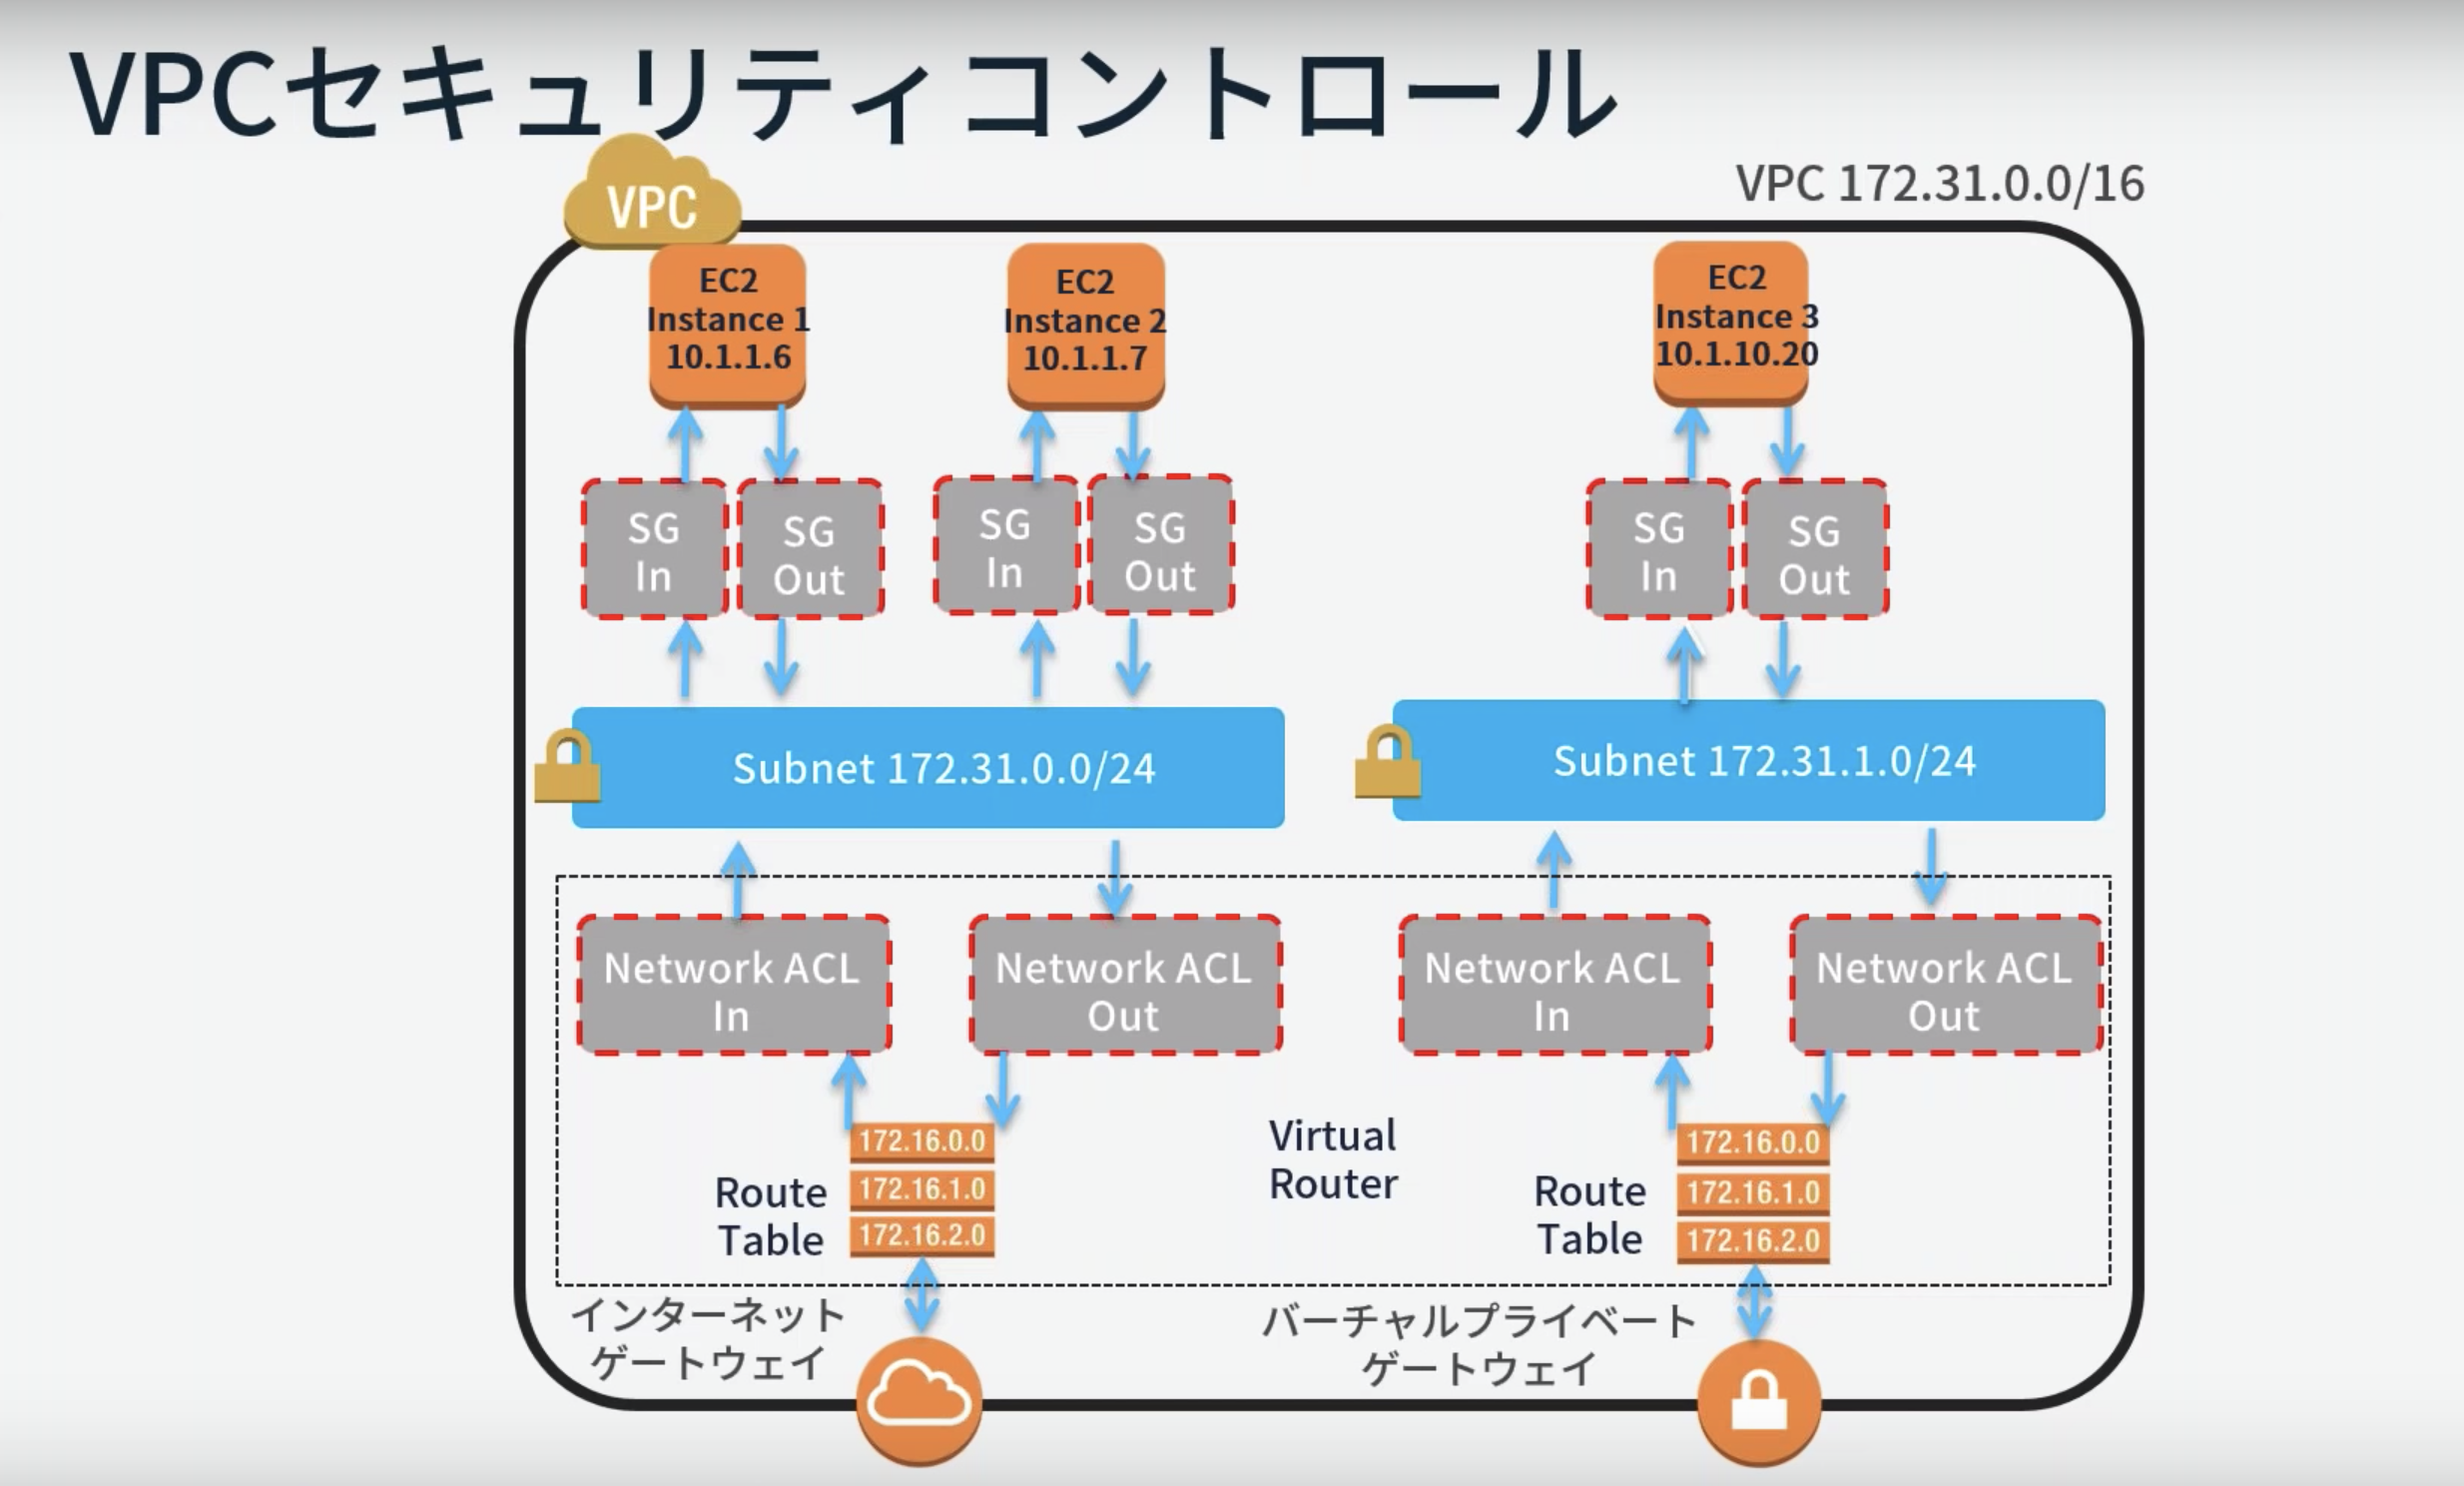 VPCセキュリティコントロール
VPC 172.31.0.0/16
VPC
EC2
Instance 1
10.1.1.6
EC2
Instance 2
10.1.1.7
EC2
Instance 3
10.1.10.20
SG
In
SG
Out
SG
In
SG
Out
SG
In
SG
Out
Subnet 172.31.0.0/24
Subnet 172.31.1.0/24
Network ACL
In
Network ACL
Out
Network ACL
In
Network ACL
Out
Route
Table
172.16.0.0
172.16.1.0
172.16.2.0
Virtual
Router
Route
Table
172.16.0.0
172.16.1.0
172.16.2.0
インターネット
ゲートウェイ
バーチャルプライベート
ゲートウェイ